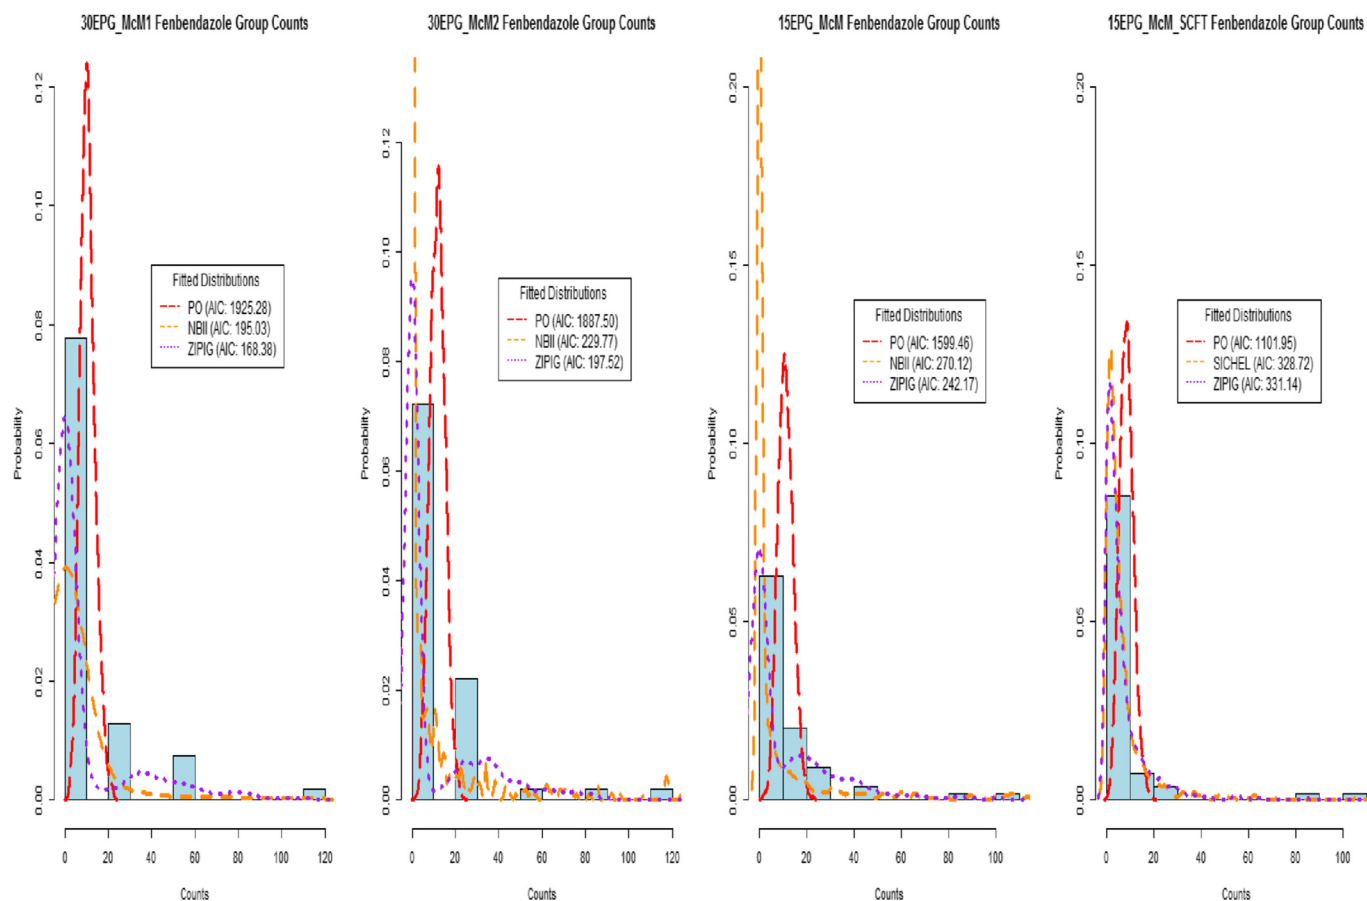 30EPG_McM1 Fenbendazole Group Counts
Probability
0.00
0.02
0.04
0.06
0.08
0.10
0.12
Fitted Distributions
PO (AIC: 1925.28)
NBII (AIC: 195.03)
ZIPIG (AIC: 168.38)
0
20
40
60
80
100
120
Counts
30EPG_McM2 Fenbendazole Group Counts
Probability
0.00
0.02
0.04
0.06
0.08
0.10
0.12
Fitted Distributions
PO (AIC: 1887.50)
NBII (AIC: 229.77)
ZIPIG (AIC: 197.52)
0
20
40
60
80
100
120
Counts
15EPG_McM Fenbendazole Group Counts
Probability
0.00
0.05
0.10
0.15
0.20
Fitted Distributions
PO (AIC: 1599.46)
NBII (AIC: 270.12)
ZIPIG (AIC: 242.17)
0
20
40
60
80
100
Counts
15EPG_McM_SCFT Fenbendazole Group Counts
Probability
0.00
0.05
0.10
0.15
0.20
Fitted Distributions
PO (AIC: 1101.95)
SICHEL (AIC: 328.72)
ZIPIG (AIC: 331.14)
0
20
40
60
80
100
Counts